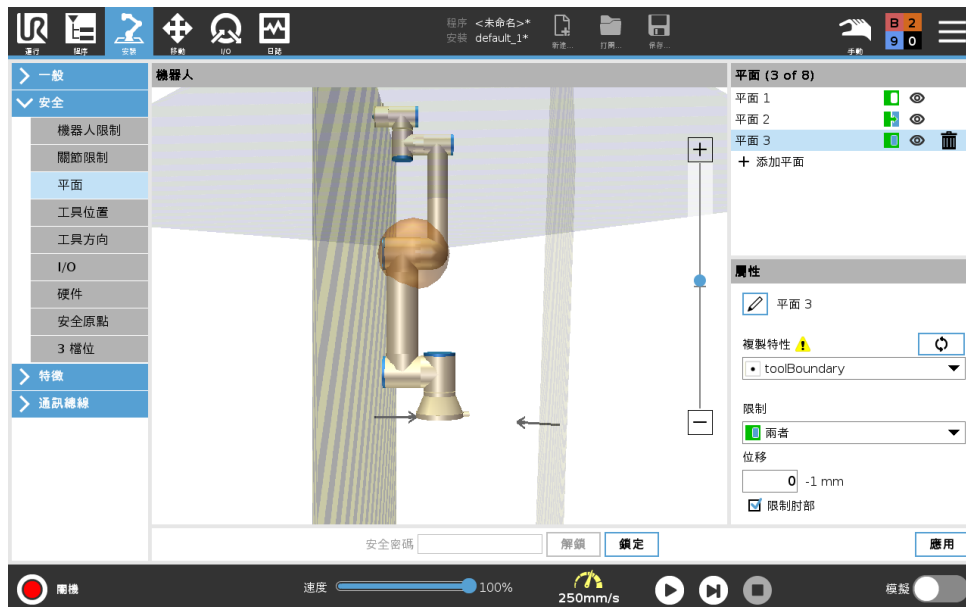 運行
程序
安裝
移動
I/O
日誌
程序 <未命名>*
安裝 default_1*
新建...
打開...
保存...
手動
B 2
9 0
一般
安全
機器人限制
關節限制
平面
工具位置
工具方向
I/O
硬件
安全原點
3 檔位
特徵
通訊總線
機器人
平面 (3 of 8)
平面 1
平面 2
平面 3
添加平面
屬性
平面 3
複製特性
toolBoundary
限制
兩者
位移
0 -1 mm
限制肘部
安全密碼
解鎖
鎖定
應用
關機
速度
100%
250mm/s
模擬